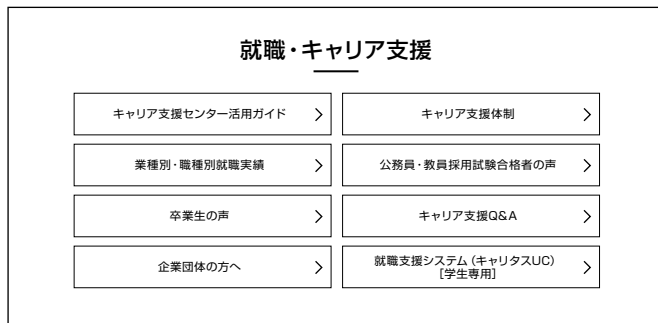 就職・キャリア支援
キャリア支援センター活用ガイド
キャリア支援体制
業種別・職種別就職実績
公務員・教員採用試験合格者の声
卒業生の声
キャリア支援Q&A
企業団体の方へ
就職支援システム（キャリタスUC）
［学生専用］